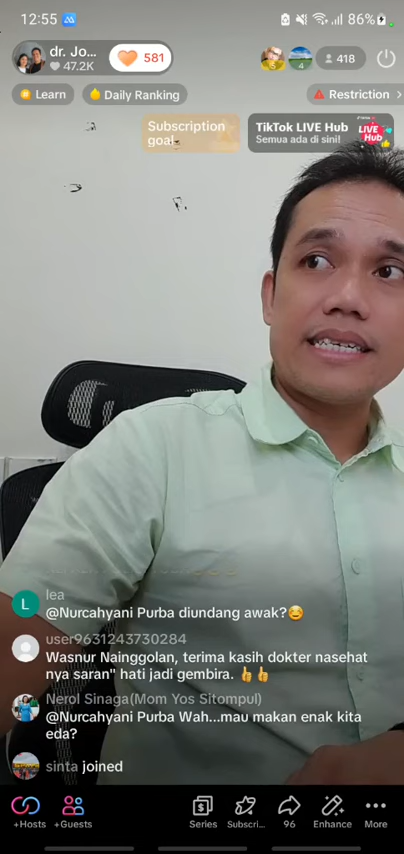 12:55
86%
dr. Jo...
47.2K
581
4
418
Learn
Daily Ranking
Restriction
Subscription
goal
TikTok LIVE Hub
Semua ada di sini!
LIVE
Hub
L
lea
@Nurcahyani Purba diundang awak?😅
user9631243730284
Wasnur Nainggolan, terima kasih dokter nasehat
nya saran" hati jadi gembira. 👍👍
Nerol Sinaga(Mom Yos Sitompul)
@Nurcahyani Purba Wah...mau makan enak kita
eda?
sinta joined
+Hosts
+Guests
Series
Subscri...
96
Enhance
More